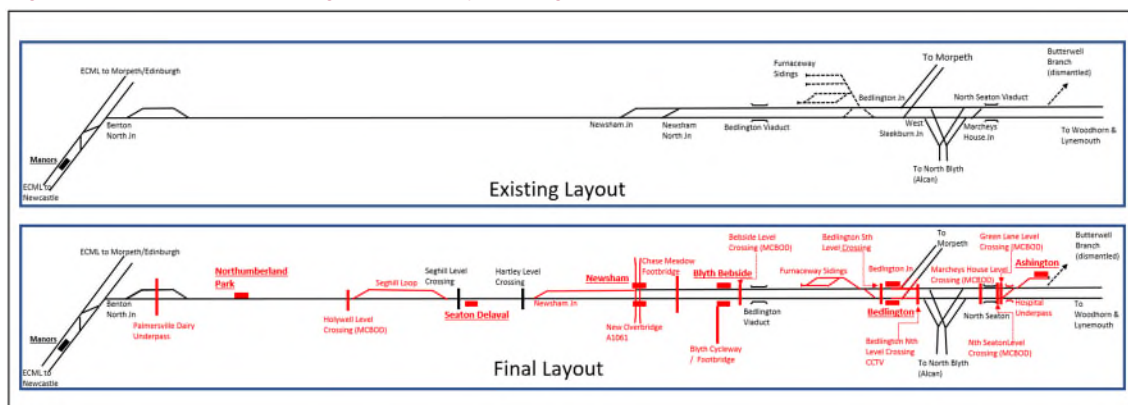 ECML to Morpeth/Edinburgh
Benton
North Jn
Manors
ECML to
Newcastle
Newsham Jn
Newsham
North Jn
Bedlington Viaduct
Furnaceway
Sidings
Bedlington Jn
To Morpeth
West
Sleekburn Jn
North Seaton Viaduct
Marcheys
House Jn
To North Blyth
(Alcan)
Butterwell
Branch
(dismantled)
To Woodhorn &
Lynemouth
Existing Layout
ECML to Morpeth/Edinburgh
Benton
North Jn
Manors
ECML to
Newcastle
Palmersville Dairy
Underpass
Northumberland
Park
Holywell Level
Crossing (MCBOD)
Seghill Loop
Seghill Level
Crossing
Seaton Delaval
Hartley Level
Crossing
Newsham Jn
Newsham
Chase Meadow
Footbridge
New Overbridge
A1061
Blyth Bebside
Blyth Cycleway
/ Footbridge
Bebside Level
Crossing (MCBOD)
Bedlington
Viaduct
Furnaceway Sidings
Bedlington Sth
Level Crossing
Bedlington Jn
Bedlington
Bedlington Nth
Level Crossing
CCTV
To
Morpeth
To North Blyth
(Alcan)
Marcheys House Level
Crossing (MCBOD)
North Seaton
Green Lane Level
Crossing (MCBOD)
Nth SeatonLevel
Crossing (MCBOD)
Ashington
Hospital
Underpass
Butterwell
Branch
(dismantled)
To
Woodhorn &
Lynemouth
Final Layout